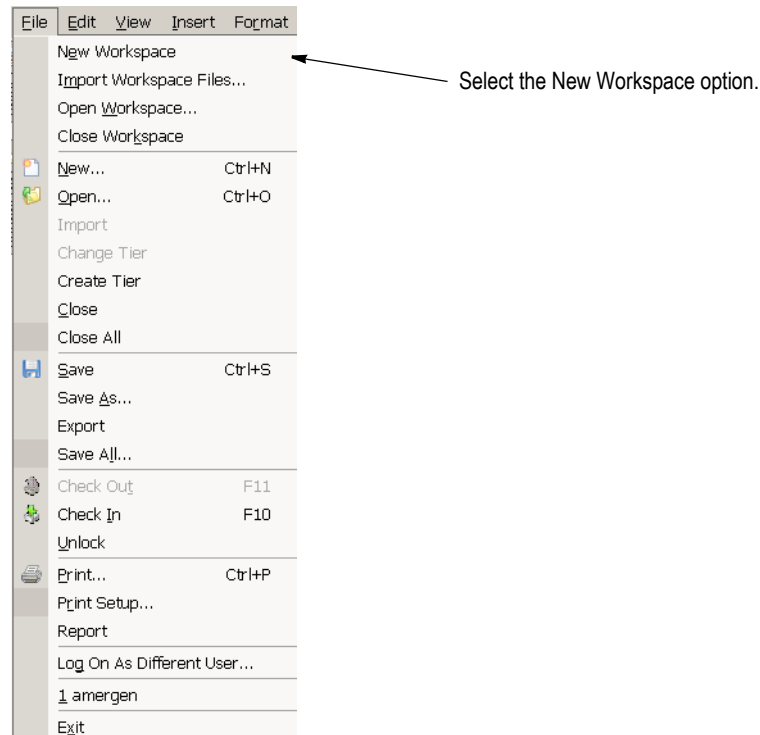 File Edit View Insert Format
New Workspace
Select the New Workspace option.
Import Workspace Files...
Open Workspace...
Close Workspace
New... Ctrl+N
Open... Ctrl+O
Import
Change Tier
Create Tier
Close
Close All
Save Ctrl+S
Save As...
Export
Save All...
Check Out F11
Check In F10
Unlock
Print... Ctrl+P
Print Setup...
Report
Log On As Different User...
1 amergen
Exit